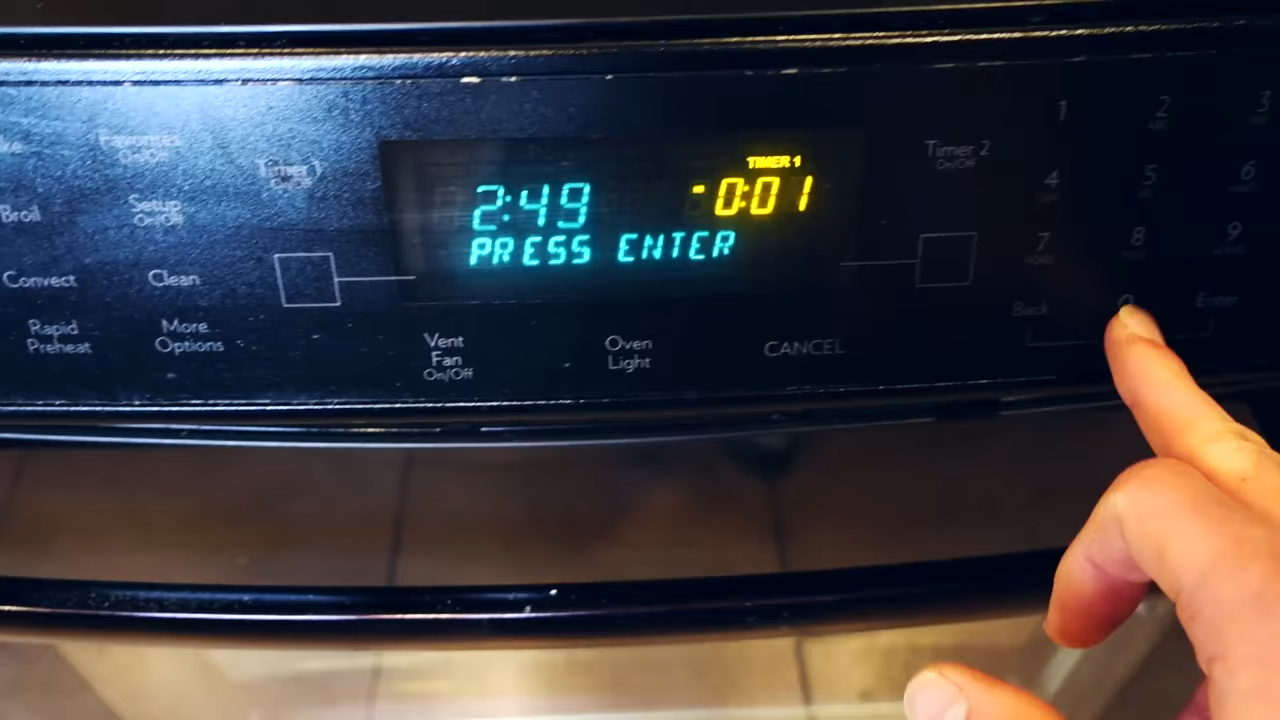 Favorites
On/Off
Timer 1
On/Off
Broil
Setup
On/Off
Convect
Clean
Rapid
Preheat
More
Options
TIMER 1
2:49
-0:01
PRESS ENTER
Vent
Fan
On/Off
Oven
Light
CANCEL
Timer 2
On/Off
1 2 3
4 5 6
7 8 9
Back 0 Enter